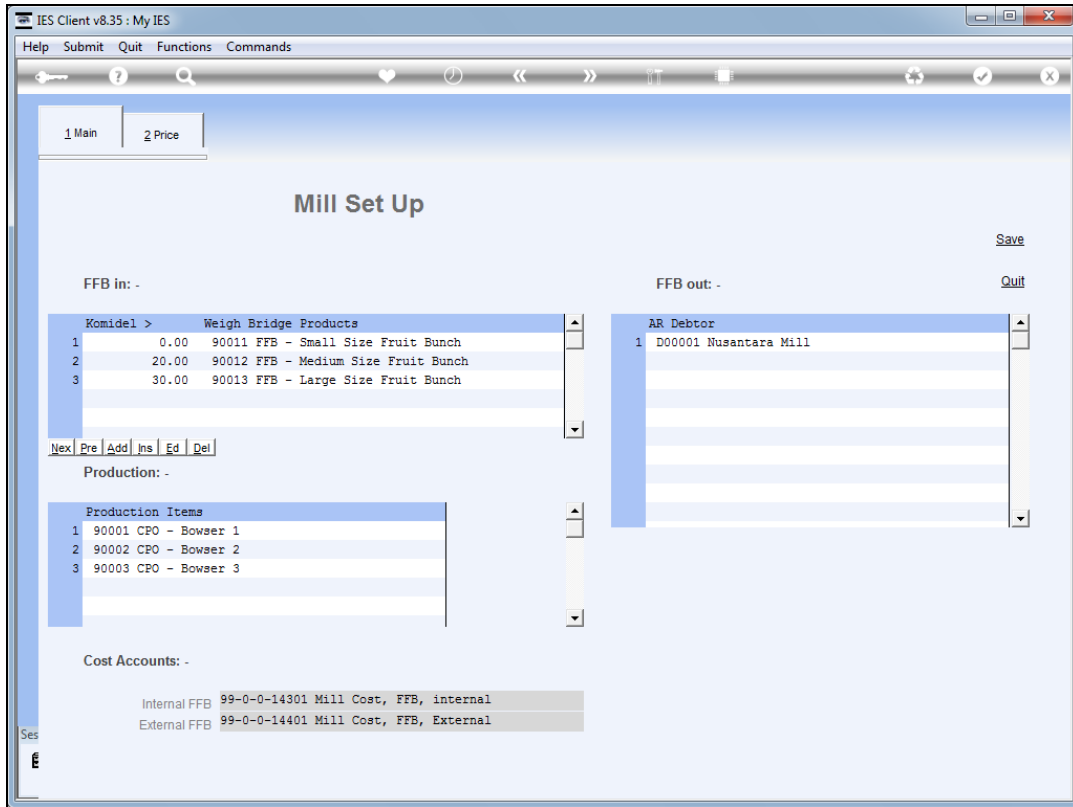 IES Client v8.35 : My IES
Help Submit Quit Functions Commands
1 Main
2 Price
Mill Set Up
Save
FFB in: -
FFB out: -
Quit
Komidel > Weigh Bridge Products
1 0.00 90011 FFB - Small Size Fruit Bunch
2 20.00 90012 FFB - Medium Size Fruit Bunch
3 30.00 90013 FFB - Large Size Fruit Bunch
AR Debtor
1 D00001 Nusantara Mill
Nex Pre Add Ins Ed Del
Production: -
Production Items
1 90001 CPO - Bowser 1
2 90002 CPO - Bowser 2
3 90003 CPO - Bowser 3
Cost Accounts: -
Internal FFB 99-0-0-14301 Mill Cost, FFB, internal
External FFB 99-0-0-14401 Mill Cost, FFB, External
Ses